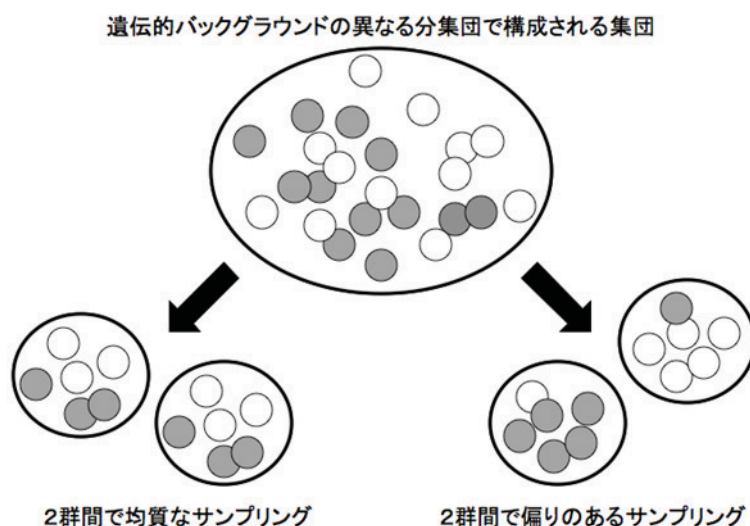 遺伝的バックグラウンドの異なる分集団で構成される集団
2群間で均質なサンプリング
2群間で偏りのあるサンプリング